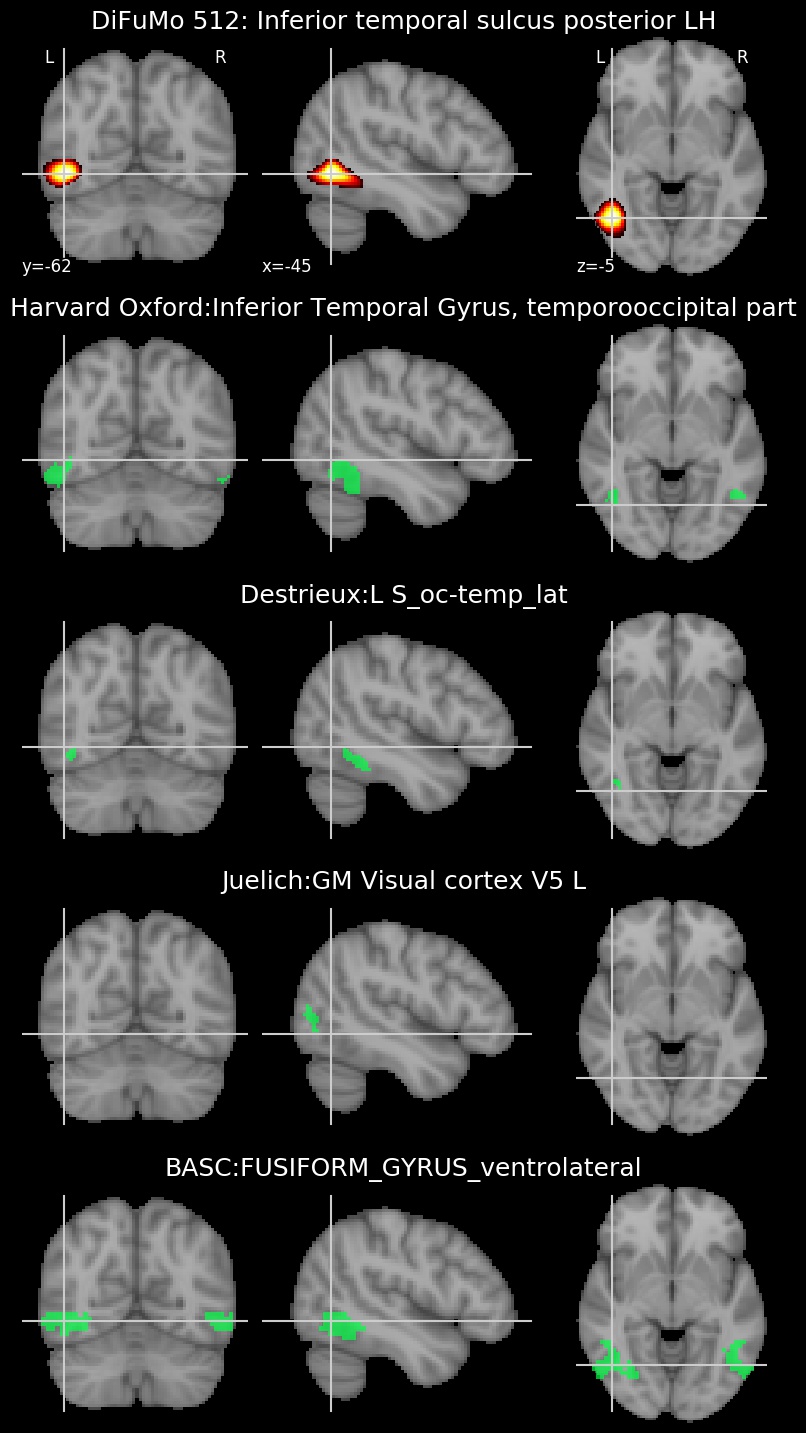 DiFuMo 512: Inferior temporal sulcus posterior LH
L R L R
y=-62 x=-45 z=-5
Harvard Oxford:Inferior Temporal Gyrus, temporooccipital part
Destrieux:L S_oc-temp_lat
Juelich:GM Visual cortex V5 L
BASC:FUSIFORM_GYRUS_ventrolateral